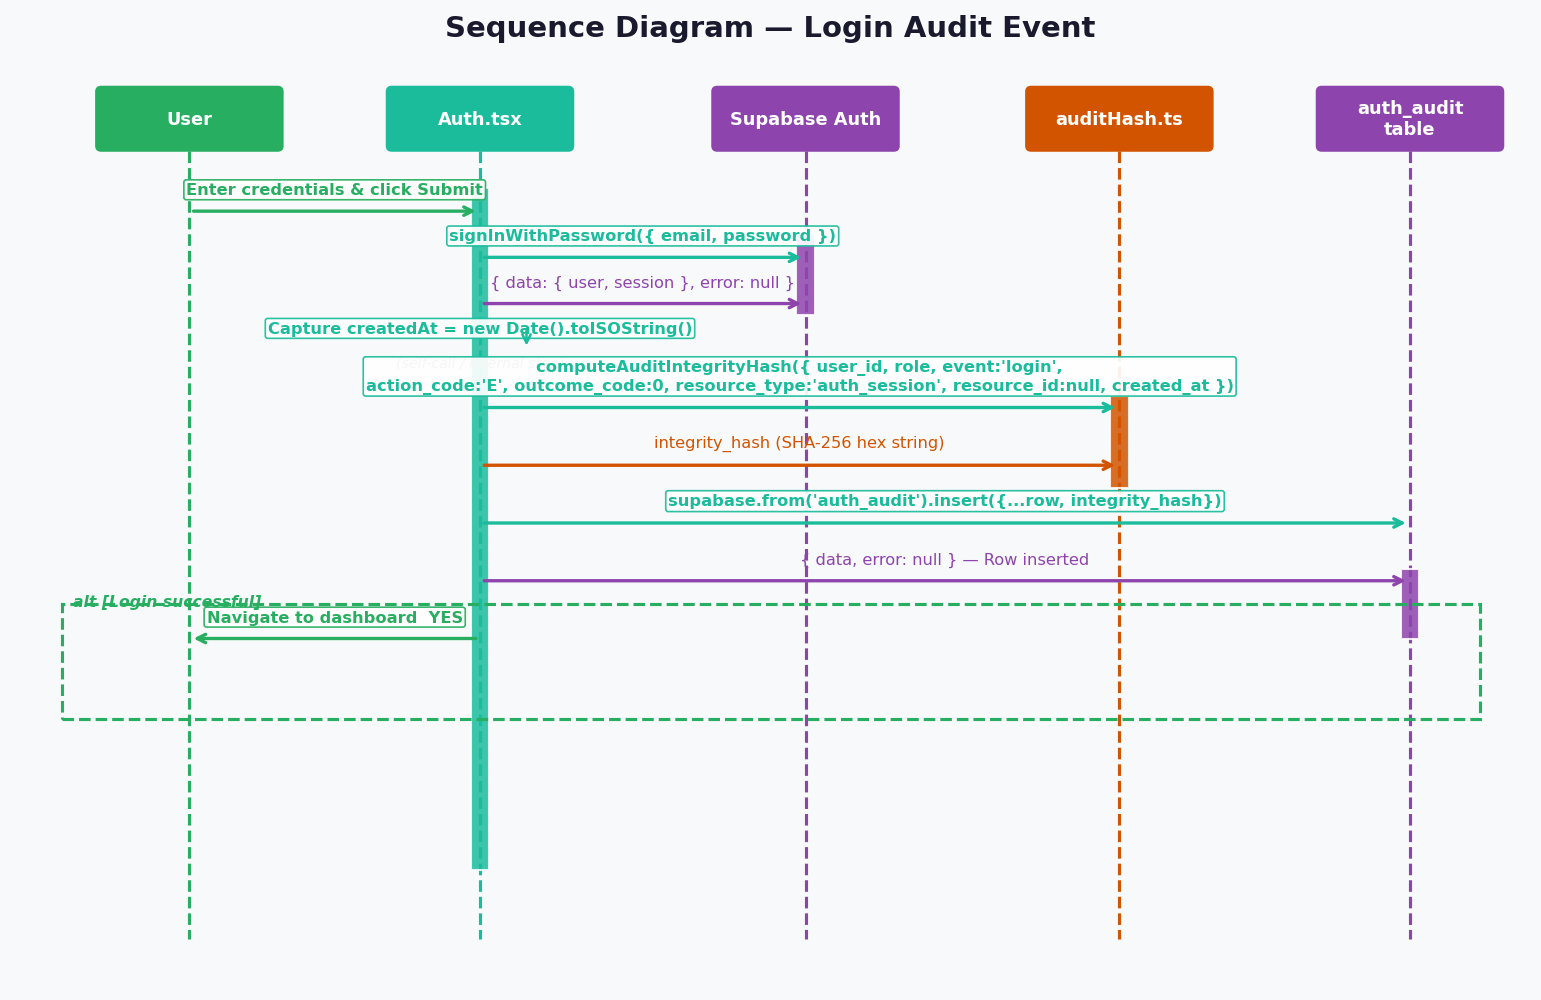 Sequence Diagram — Login Audit Event
User
Auth.tsx
Supabase Auth
auditHash.ts
auth_audit
table
Enter credentials & click Submit
signInWithPassword({ email, password })
{ data: { user, session }, error: null }
Capture createdAt = new Date().toISOString()
computeAuditIntegrityHash({ user_id, role, event:'login',
action_code:'E', outcome_code:0, resource_type:'auth_session', resource_id:null, created_at })
integrity_hash (SHA-256 hex string)
supabase.from('auth_audit').insert({...row, integrity_hash})
{ data, error: null } — Row inserted
alt [Login successful]
Navigate to dashboard  YES